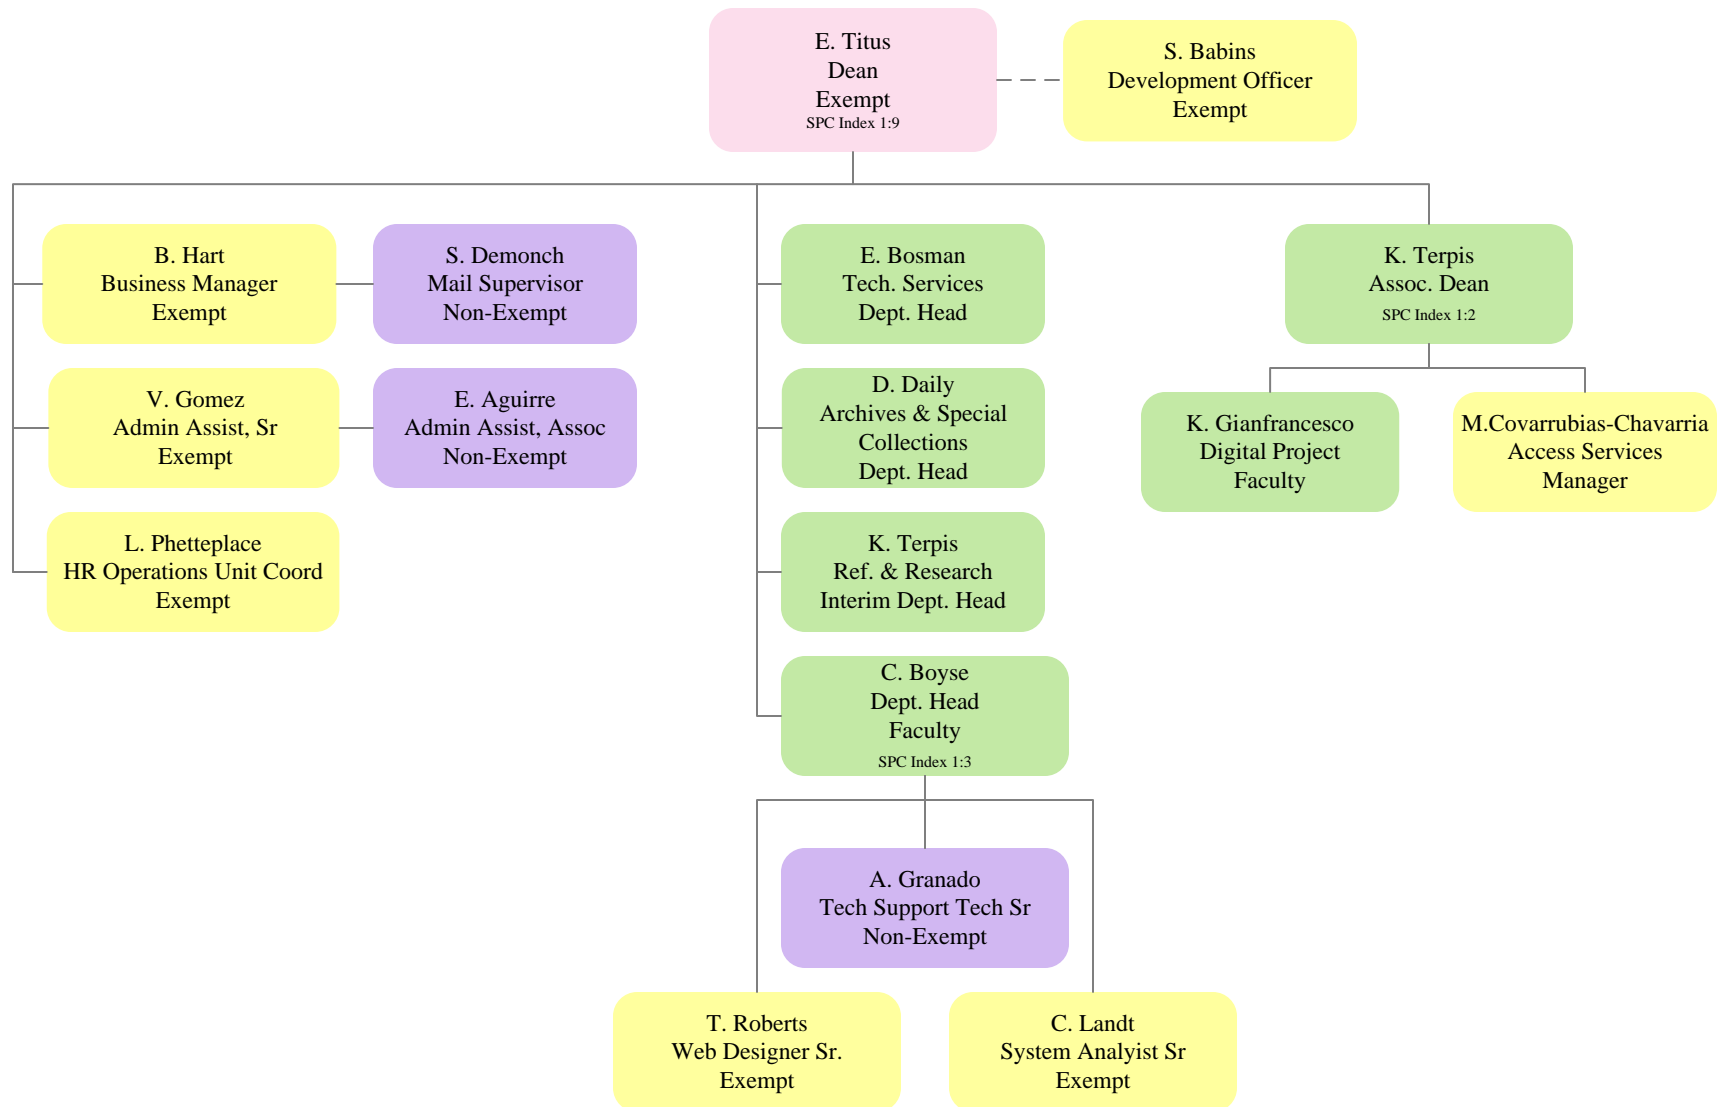 E. Titus
Dean
Exempt
SPC Index 1:9
S. Babins
Development Officer
Exempt
B. Hart
Business Manager
Exempt
S. Demonch
Mail Supervisor
Non-Exempt
E. Bosman
Tech. Services
Dept. Head
K. Terpis
Assoc. Dean
SPC Index 1:2
V. Gomez
Admin Assist, Sr
Exempt
E. Aguirre
Admin Assist, Assoc
Non-Exempt
D. Daily
Archives & Special
Collections
Dept. Head
K. Gianfrancesco
Digital Project
Faculty
M.Covarrubias-Chavarria
Access Services
Manager
L. Phetteplace
HR Operations Unit Coord
Exempt
K. Terpis
Ref. & Research
Interim Dept. Head
C. Boyse
Dept. Head
Faculty
SPC Index 1:3
A. Granado
Tech Support Tech Sr
Non-Exempt
T. Roberts
Web Designer Sr.
Exempt
C. Landt
System Analyist Sr
Exempt